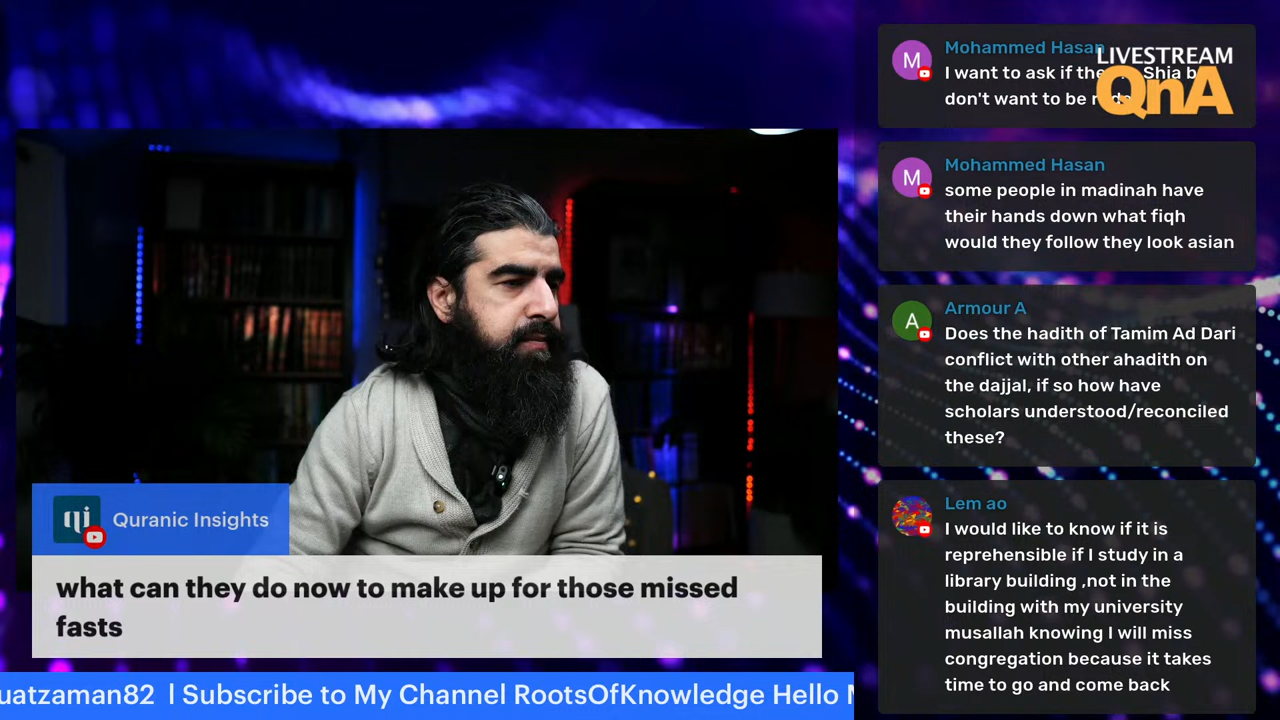 Quranic Insights
what can they do now to make up for those missed
fasts
uatzaman82 | Subscribe to My Channel RootsOfKnowledge Hello
LIVESTREAM
QnA
Mohammed Hasan
I want to ask if Shia
don't want to be
Mohammed Hasan
some people in madinah have
their hands down what fiqh
would they follow they look asian
Armour A
Does the hadith of Tamim Ad Dari
conflict with other ahadith on
the dajjal, if so how have
scholars understood/reconciled
these?
Lem ao
I would like to know if it is
reprehensible if I study in a
library building ,not in the
building with my university
musallah knowing I will miss
congregation because it takes
time to go and come back